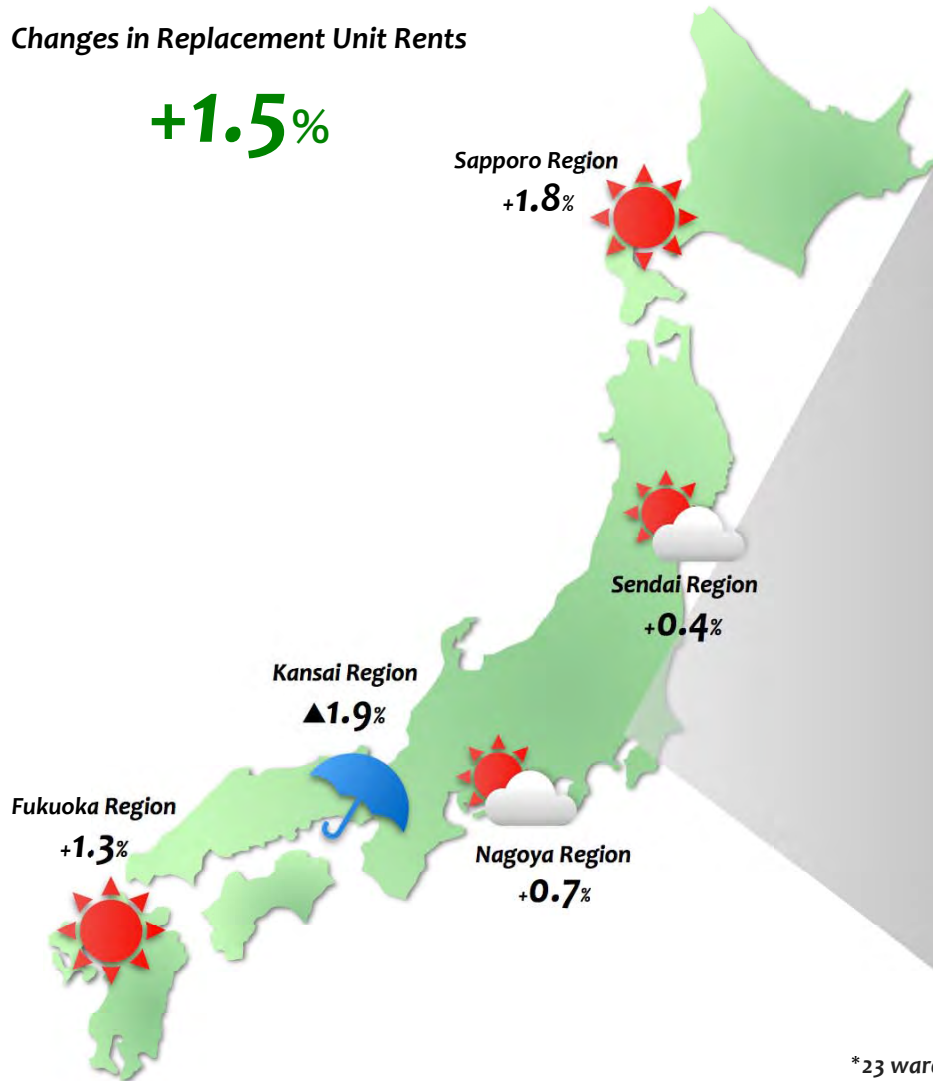 Changes in Replacement Unit Rents
+1.5%
Sapporo Region
+1.8%
Sendai Region
+0.4%
Kansai Region
▲1.9%
Fukuoka Region
+1.3%
Nagoya Region
+0.7%
*23